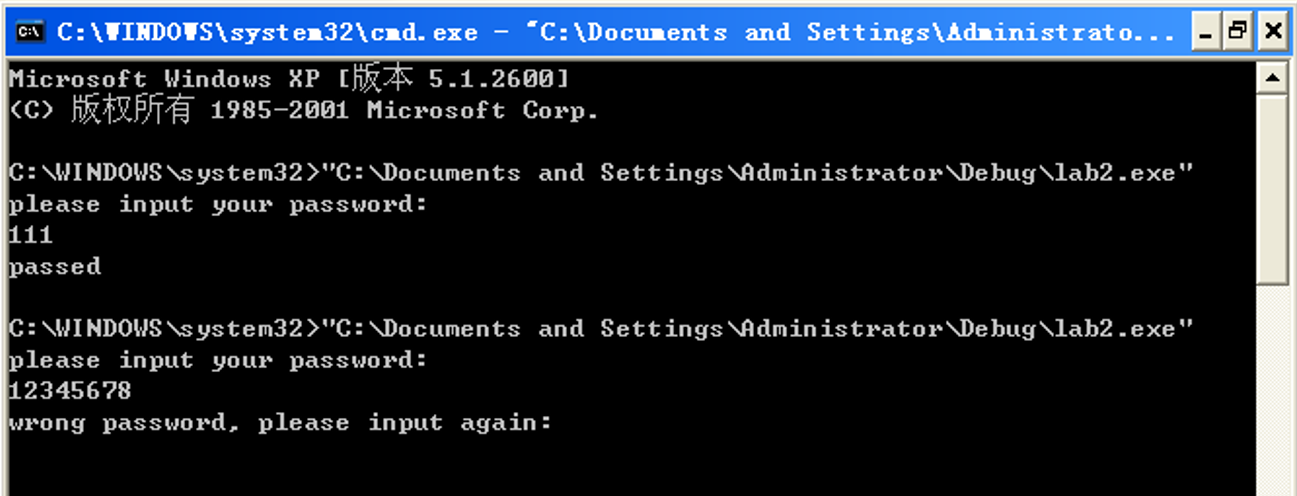 C:\WINDOWS\system32\cmd.exe - "C:\Documents and Settings\Administrato...
Microsoft Windows XP [版本 5.1.2600]
(C) 版权所有 1985-2001 Microsoft Corp.
C:\WINDOWS\system32>"C:\Documents and Settings\Administrator\Debug\lab2.exe"
please input your password:
111
passed
C:\WINDOWS\system32>"C:\Documents and Settings\Administrator\Debug\lab2.exe"
please input your password:
12345678
wrong password, please input again: